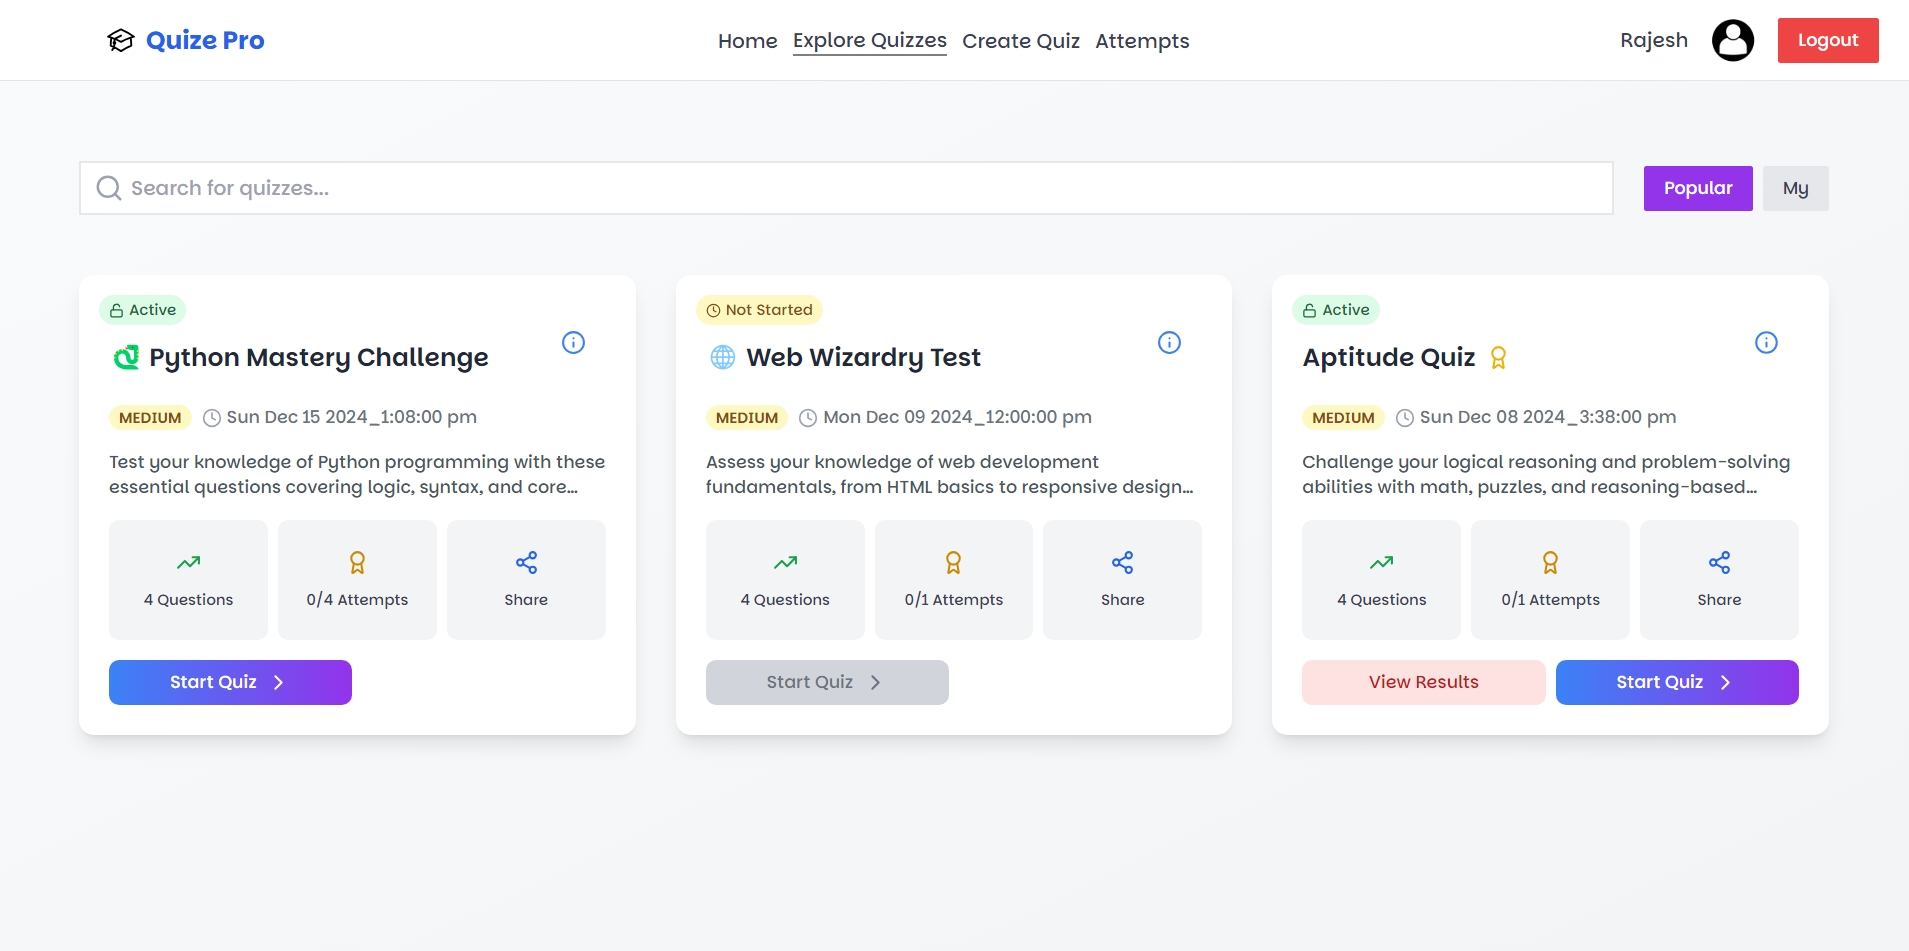 Quize Pro
Home Explore Quizzes Create Quiz Attempts
Rajesh
Logout
Search for quizzes...
Popular
My
Active
Python Mastery Challenge
MEDIUM Sun Dec 15 2024_1:08:00 pm
Test your knowledge of Python programming with these
essential questions covering logic, syntax, and core...
4 Questions
0/4 Attempts
Share
Start Quiz
Not Started
Web Wizardry Test
MEDIUM Mon Dec 09 2024_12:00:00 pm
Assess your knowledge of web development
fundamentals, from HTML basics to responsive design...
4 Questions
0/1 Attempts
Share
Start Quiz
Active
Aptitude Quiz
MEDIUM Sun Dec 08 2024_3:38:00 pm
Challenge your logical reasoning and problem-solving
abilities with math, puzzles, and reasoning-based...
4 Questions
0/1 Attempts
Share
View Results
Start Quiz